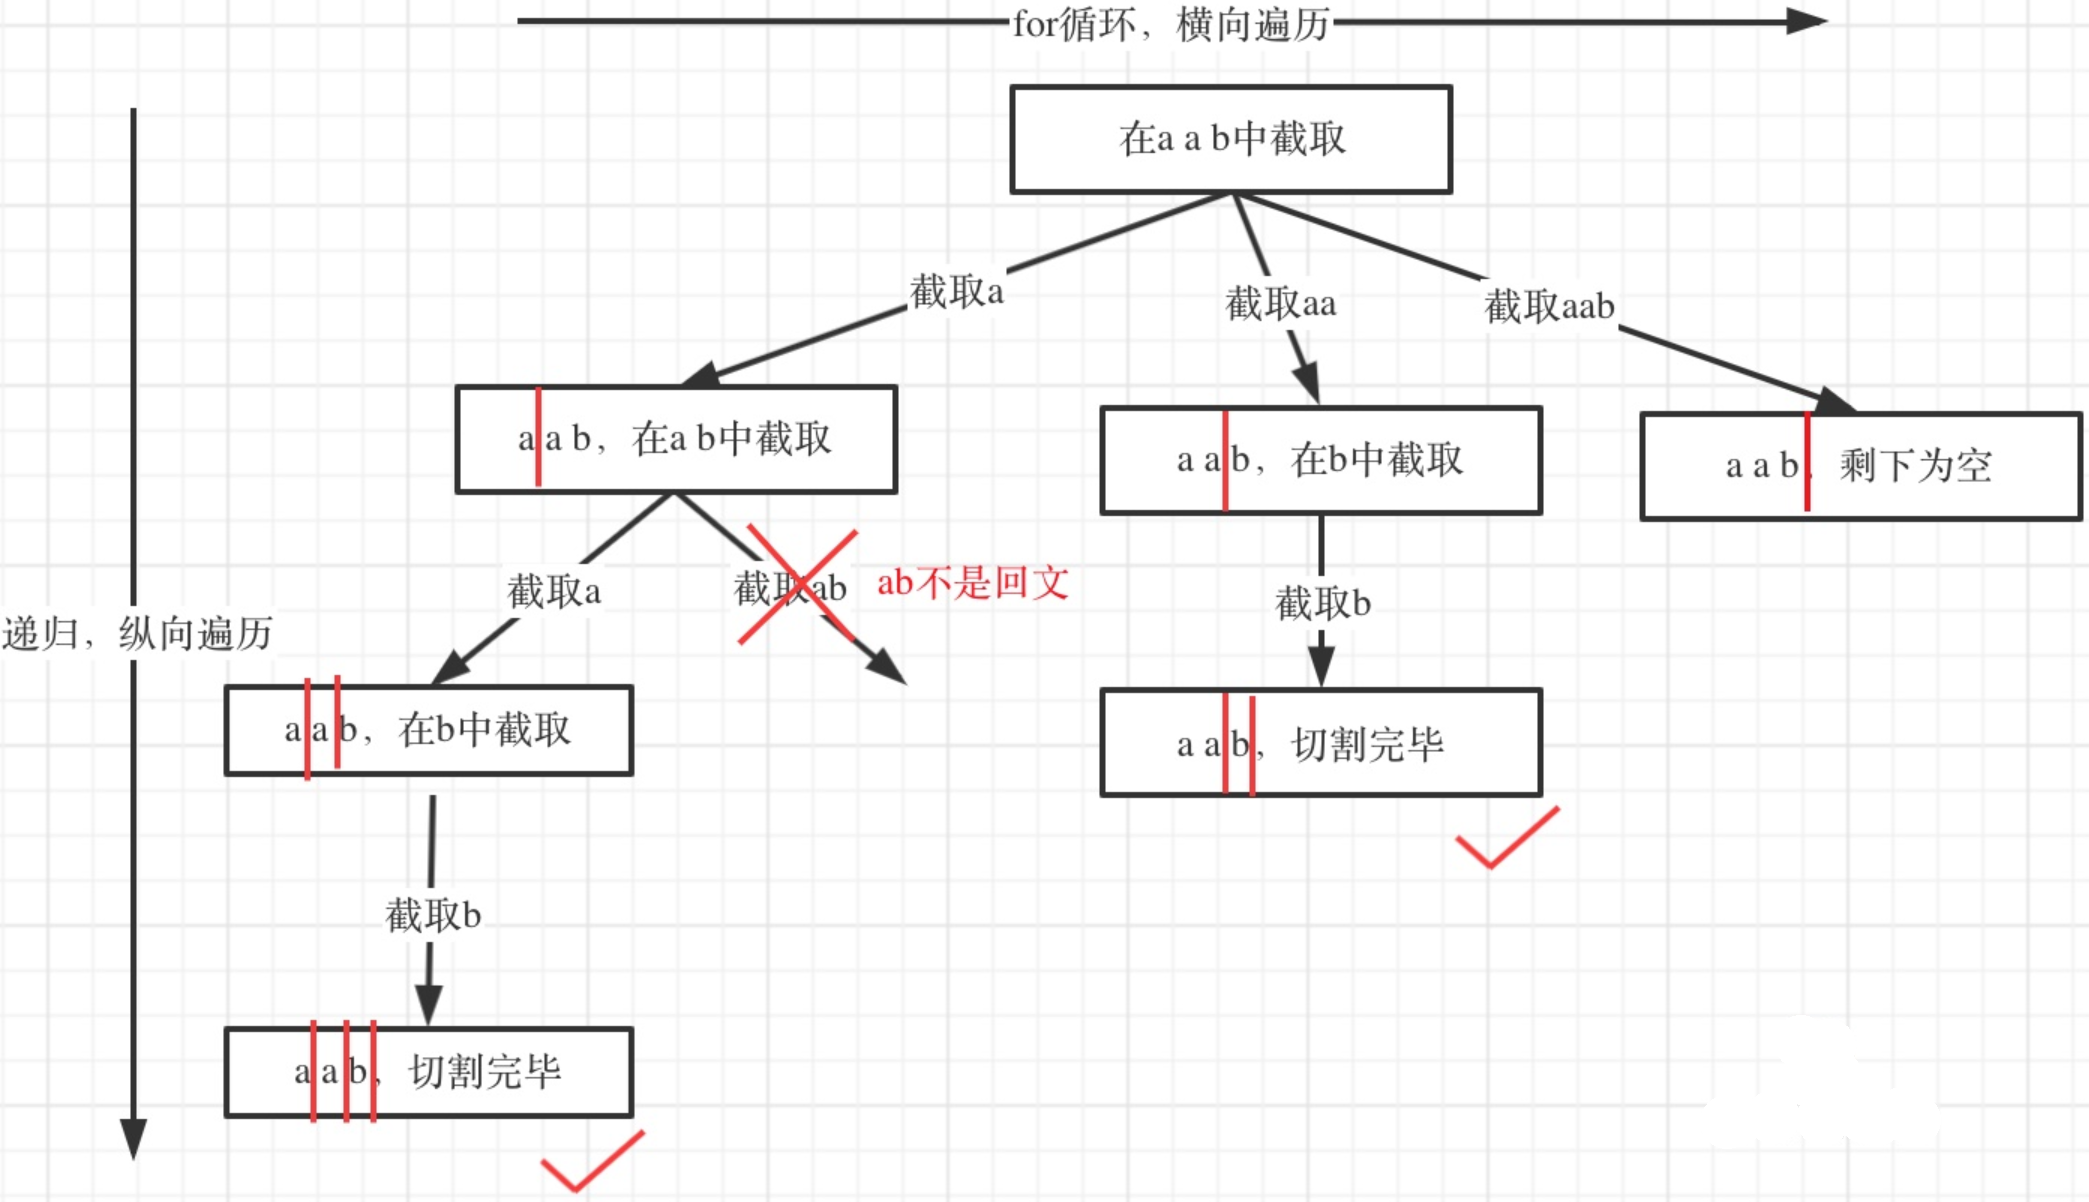 for循环，横向遍历
在a a b中截取
截取a
截取aa
截取aab
a a b，在a b中截取
a a b，在b中截取
a a b，剩下为空
截取a
截取ab
ab不是回文
截取b
递归，纵向遍历
a a b，在b中截取
a a b，切割完毕
截取b
a a b，切割完毕